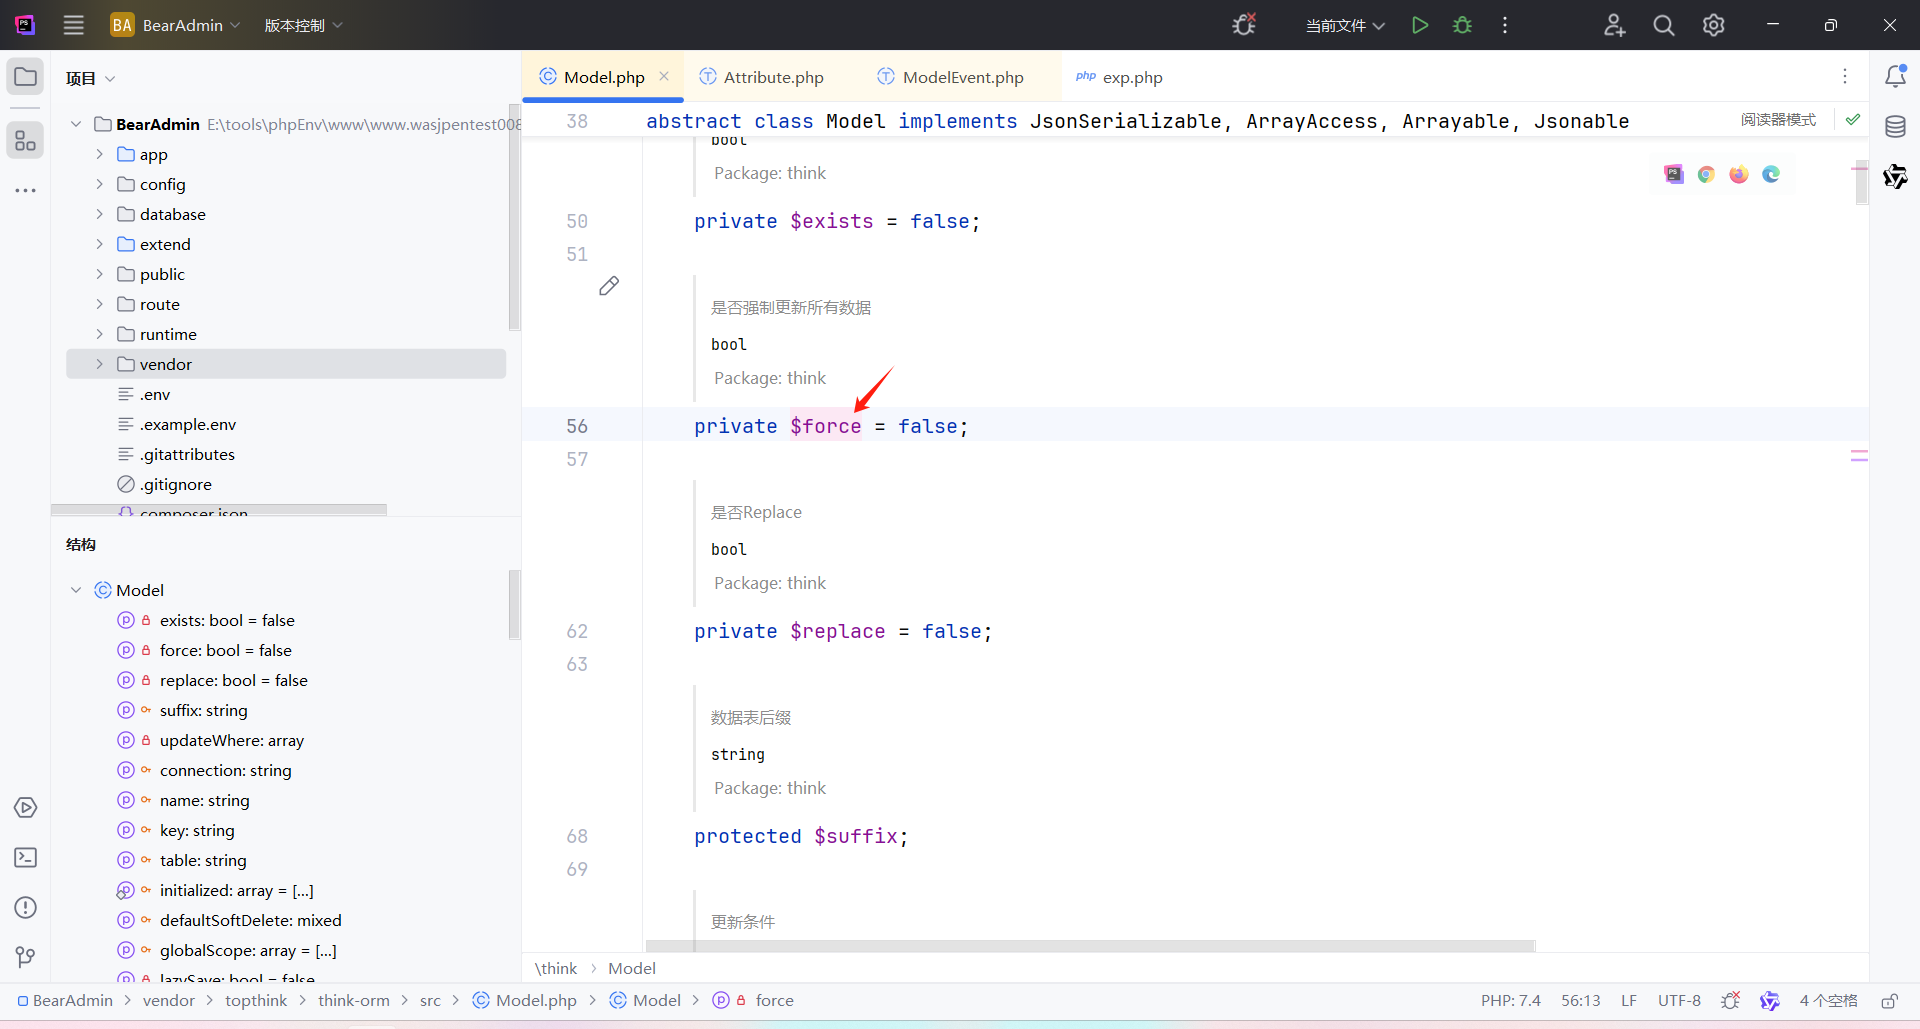 BA BearAdmin 版本控制 当前文件
项目
BearAdmin E:\tools\phpEnv\www\www.wasjpentest008
app
config
database
extend
public
route
runtime
vendor
.env
.example.env
.gitattributes
.gitignore
composer.json
结构
Model
exists: bool = false
force: bool = false
replace: bool = false
suffix: string
updateWhere: array
connection: string
name: string
key: string
table: string
initialized: array = [...]
defaultSoftDelete: mixed
globalScope: array = [...]
lazySave: bool = false
Model.php Attribute.php ModelEvent.php php exp.php
38 abstract class Model implements JsonSerializable, ArrayAccess, Arrayable, Jsonable
阅读器模式
bool
Package: think
50 private $exists = false;
51
是否强制更新所有数据
bool
Package: think
56 private $force = false;
57
是否Replace
bool
Package: think
62 private $replace = false;
63
数据表后缀
string
Package: think
68 protected $suffix;
69
更新条件
\think > Model
BearAdmin > vendor > topthink > think-orm > src > Model.php > Model > force
PHP: 7.4 56:13 LF UTF-8 4 个空格